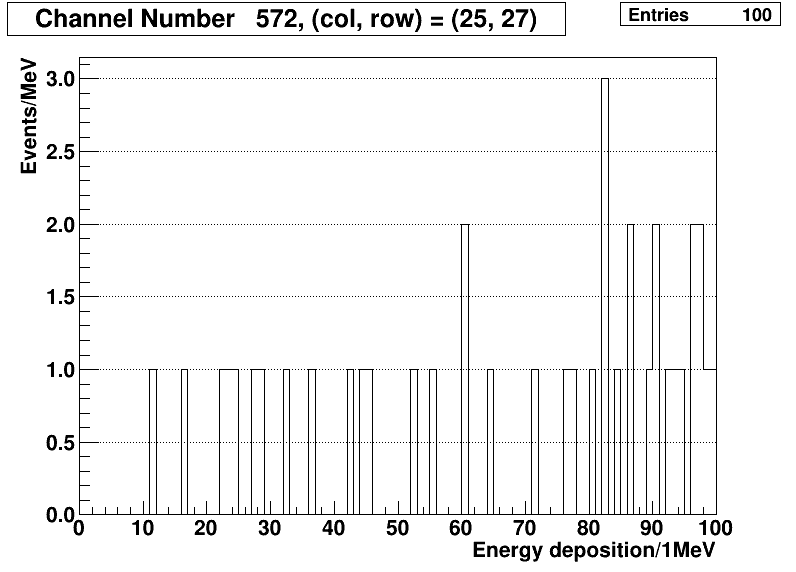 Channel Number 572, (col, row) = (25, 27)
Entries 100
Events/MeV
3.0
2.5
2.0
1.5
1.0
0.5
0.0
0 10 20 30 40 50 60 70 80 90 100
Energy deposition/1MeV